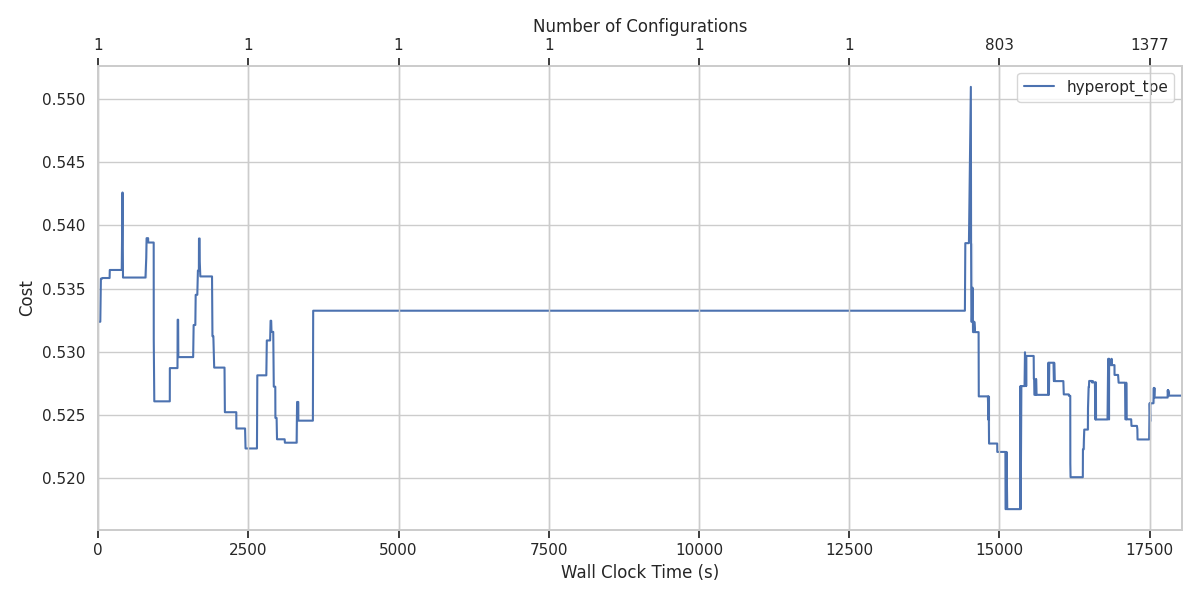 Number of Configurations
1 1 1 1 1 1 803 1377
hyperopt_tpe
0.550
0.545
0.540
0.535
0.530
0.525
0.520
Cost
0 2500 5000 7500 10000 12500 15000 17500
Wall Clock Time (s)